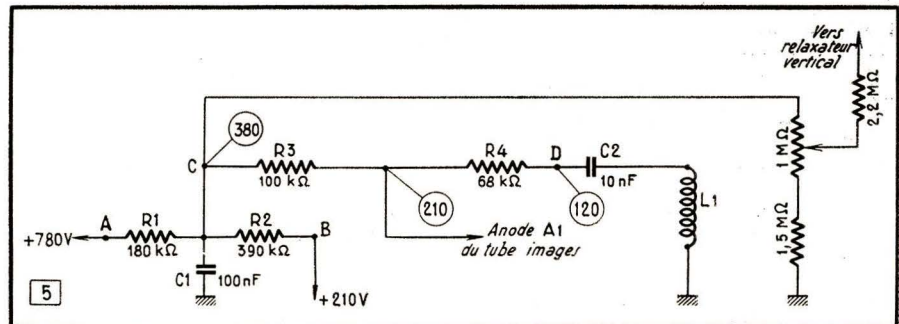 Vers
relaxateur
vertical
2,2 MΩ
1 MΩ
1,5 MΩ
380
C
R3
100 kΩ
R4
68 kΩ
D
C2
10 nF
L1
210
120
Anode A1
du tube images
+780V
A
R1
180 kΩ
R2
390 kΩ
B
C1
100 nF
+210V
5